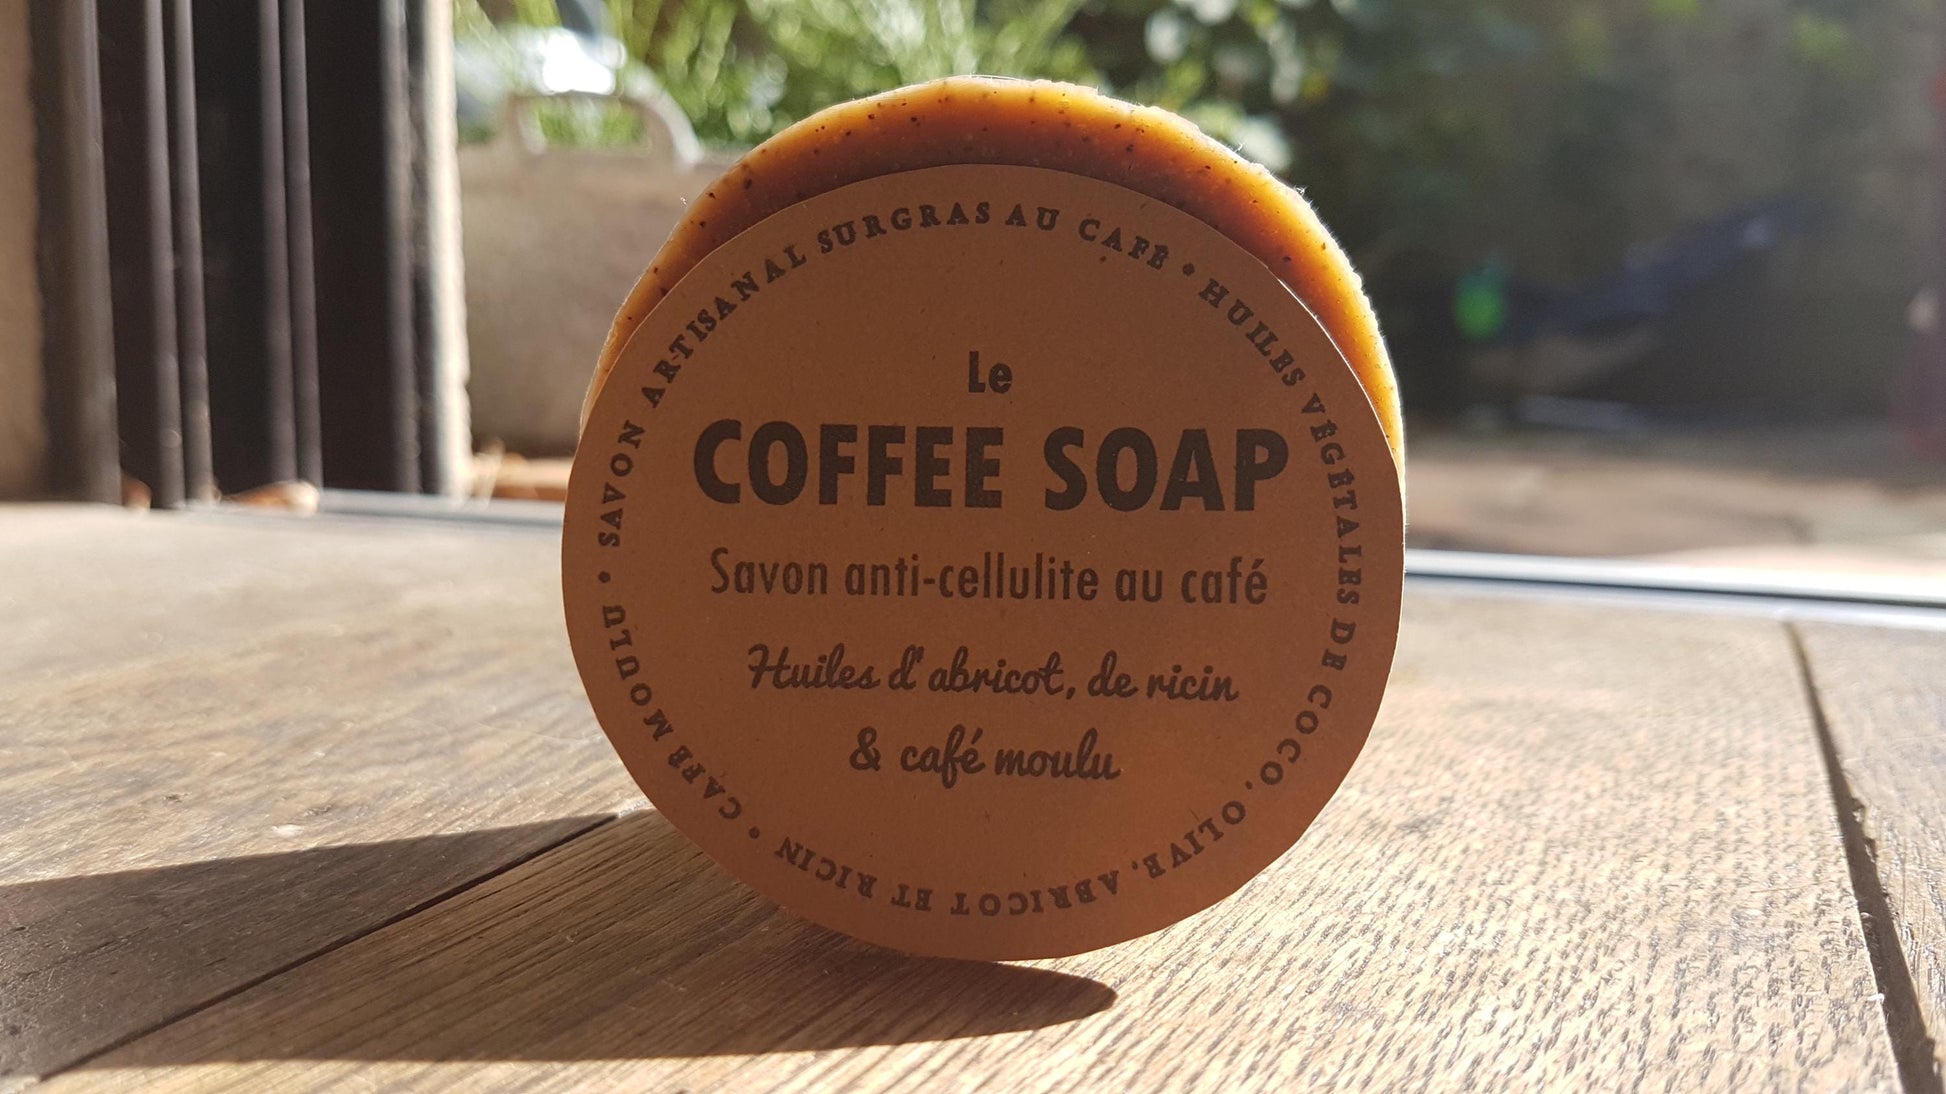 SAVON ARTISANAL SURGRAS AU CAFÉ • HUILES VÉGÉTALES DE COCO, OLIVE, ABRICOT ET RICIN • CAFÉ MOULU •
Le
COFFEE SOAP
Savon anti-cellulite au café
Huiles d'abricot, de ricin
& café moulu